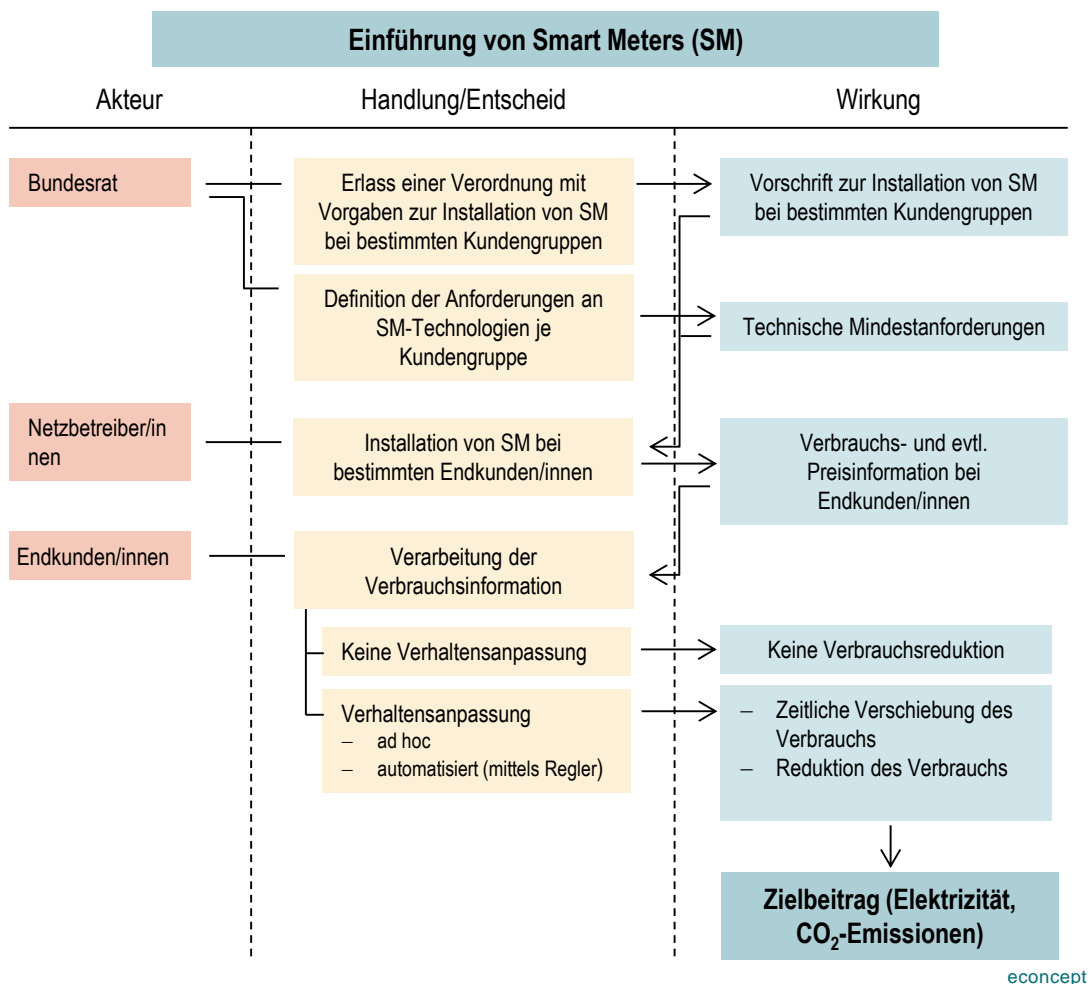 Einführung von Smart Meters (SM)
Akteur
Handlung/Entscheid
Wirkung
Bundesrat
Erlass einer Verordnung mit
Vorgaben zur Installation von SM
bei bestimmten Kundengruppen
Vorschrift zur Installation von SM
bei bestimmten Kundengruppen
Definition der Anforderungen an
SM-Technologien je
Kundengruppe
Technische Mindestanforderungen
Netzbetreiber/in
nen
Installation von SM bei
bestimmten Endkunden/innen
Verbrauchs- und evtl.
Preisinformation bei
Endkunden/innen
Endkunden/innen
Verarbeitung der
Verbrauchsinformation
Keine Verhaltensanpassung
Keine Verbrauchsreduktion
Verhaltensanpassung
– ad hoc
– automatisiert (mittels Regler)
– Zeitliche Verschiebung des
Verbrauchs
– Reduktion des Verbrauchs
Zielbeitrag (Elektrizität,
CO₂-Emissionen)
econcept